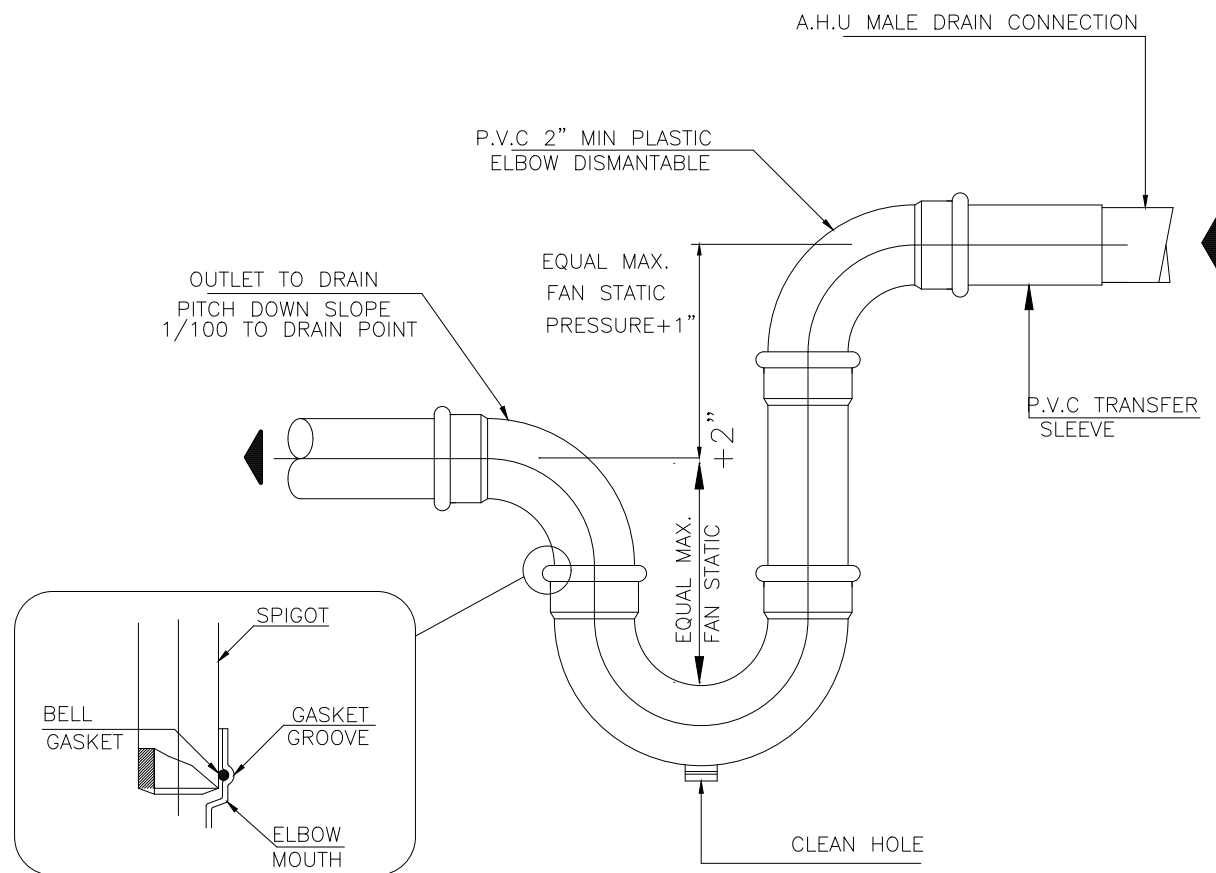 A.H.U MALE DRAIN CONNECTION
P.V.C 2" MIN PLASTIC
ELBOW DISMANTABLE
EQUAL MAX.
FAN STATIC
PRESSURE+1"
OUTLET TO DRAIN
PITCH DOWN SLOPE
1/100 TO DRAIN POINT
P.V.C TRANSFER
SLEEVE
+2"
EQUAL MAX.
FAN STATIC
SPIGOT
BELL
GASKET
GASKET
GROOVE
ELBOW
MOUTH
CLEAN HOLE